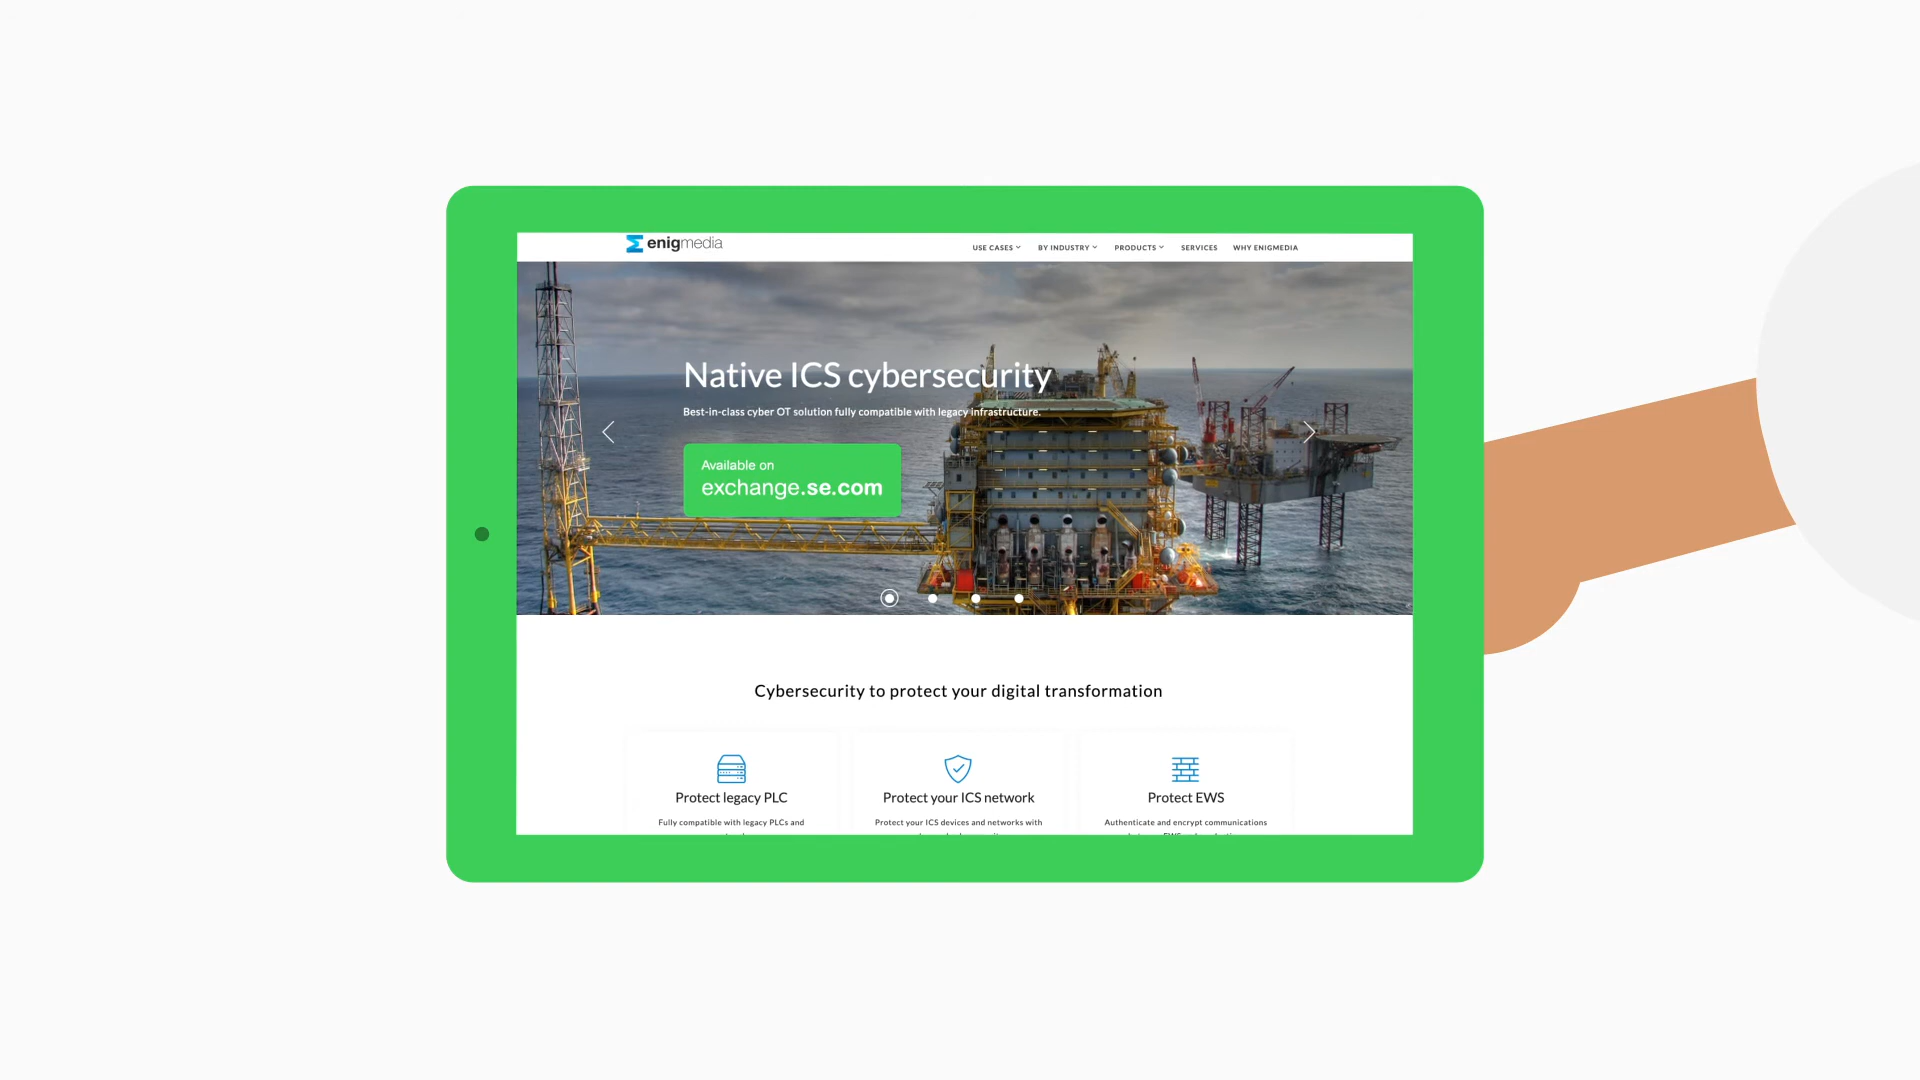 enigmedia
USE CASES
BY INDUSTRY
PRODUCTS
SERVICES
WHY ENIGMEDIA
Native ICS cybersecurity
Best-in-class cyber OT solution fully compatible with legacy infrastructure.
Available on
exchange.se.com
Cybersecurity to protect your digital transformation
Protect legacy PLC
Fully compatible with legacy PLCs and
Protect your ICS network
Protect your ICS devices and networks with
Protect EWS
Authenticate and encrypt communications